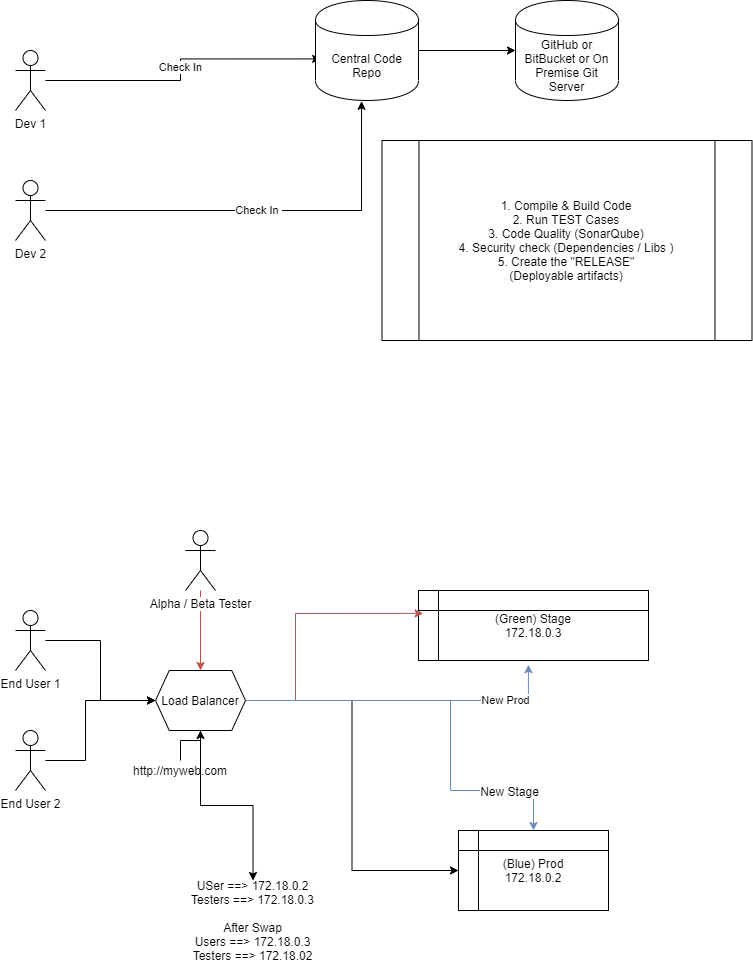 Central Code
Repo
GitHub or
BitBucket or On
Premise Git
Server
Check In
Dev 1
Check In
Dev 2
1. Compile & Build Code
2. Run TEST Cases
3. Code Quality (SonarQube)
4. Security check (Dependencies / Libs )
5. Create the "RELEASE"
(Deployable artifacts)
Alpha / Beta Tester
(Green) Stage
172.18.0.3
End User 1
Load Balancer
New Prod
http://myweb.com
New Stage
End User 2
(Blue) Prod
172.18.0.2
USer ==> 172.18.0.2
Testers ==> 172.18.0.3
After Swap
Users ==> 172.18.0.3
Testers ==> 172.18.02